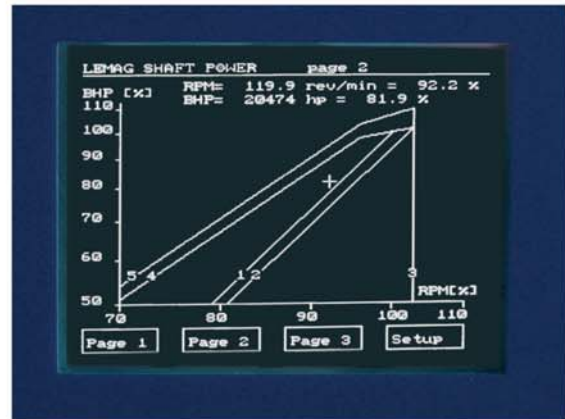 LEMAG SHAFT POWER page 2
RPM= 119.9 rev/min = 92.2 %
BHP [%]
BHP= 20474 hp = 81.9 %
110
100
90
80
70
60
5 4 1 2 3
RPM[%]
50
70 80 90 100 110
Page 1 Page 2 Page 3 Setup